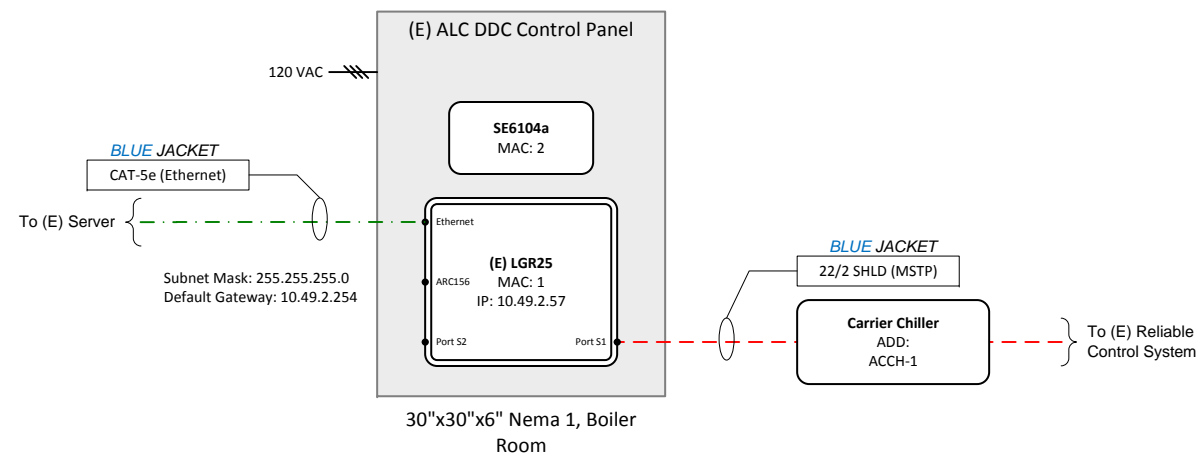 (E) ALC DDC Control Panel
120 VAC
SE6104a
MAC: 2
BLUE JACKET
CAT-5e (Ethernet)
To (E) Server
Ethernet
Subnet Mask: 255.255.255.0
Default Gateway: 10.49.2.254
(E) LGR25
MAC: 1
IP: 10.49.2.57
ARC156
Port S2
Port S1
BLUE JACKET
22/2 SHLD (MSTP)
Carrier Chiller
ADD:
ACCH-1
To (E) Reliable
Control System
30"x30"x6" Nema 1, Boiler
Room